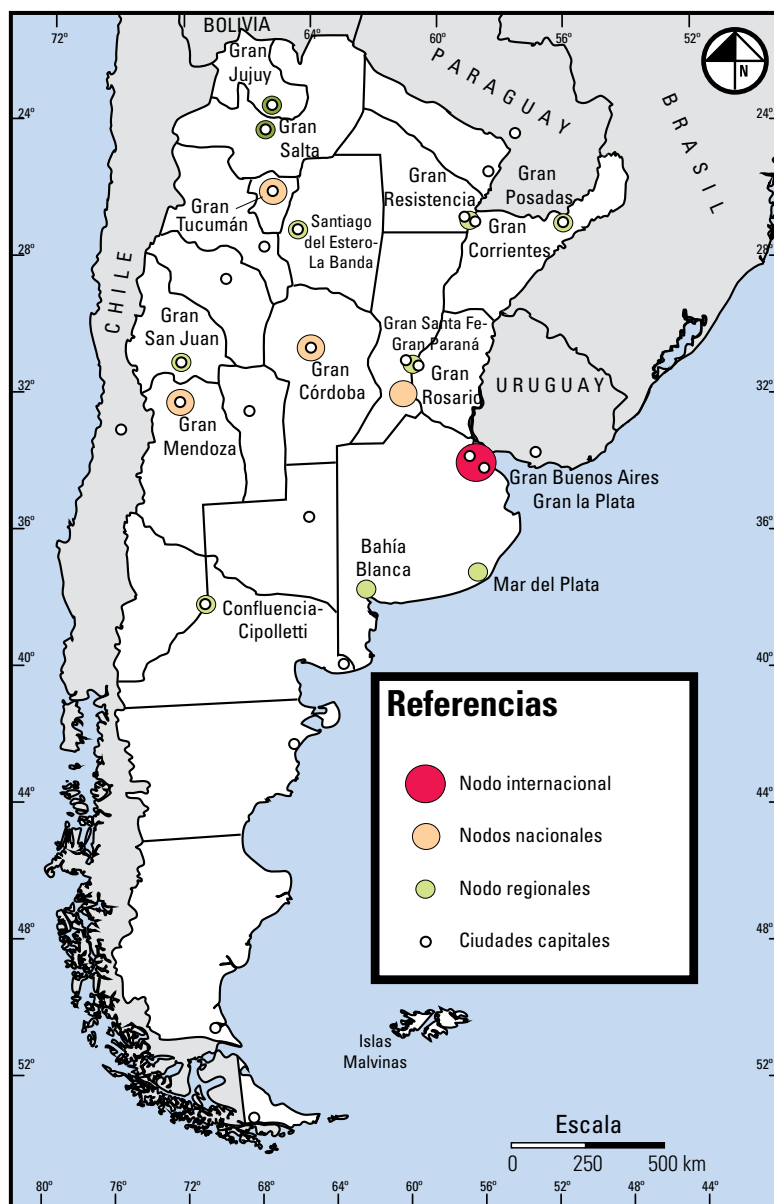 72°
64°
60°
56°
52°
BOLIVIA
Gran
Jujuy
PARAGUAY
BRASIL
N
24°
24°
Gran
Salta
Gran
Resistencia
Gran
Posadas
Gran
Tucumán
Santiago
del Estero-
La Banda
Gran
Corrientes
28°
28°
CHILE
Gran
San Juan
Gran Santa Fe-
Gran Paraná
Gran
Córdoba
Gran
Rosario
URUGUAY
32°
32°
Gran
Mendoza
Gran Buenos Aires
Gran la Plata
36°
36°
Bahía
Blanca
Mar del Plata
Confluencia-
Cipolletti
40°
40°
Referencias
Nodo internacional
Nodos nacionales
Nodo regionales
Ciudades capitales
44°
44°
48°
48°
Islas
Malvinas
52°
52°
Escala
0 250 500 km
80°
76°
72°
68°
64°
60°
56°
52°
48°
44°